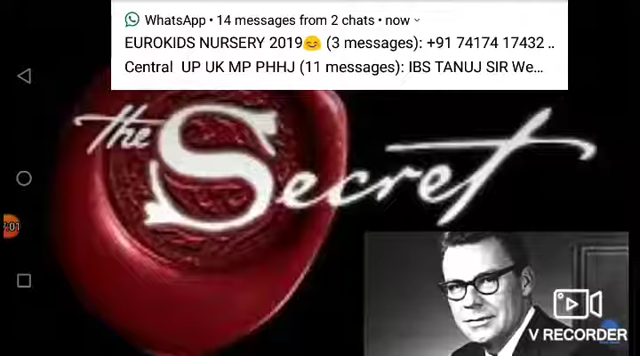 WhatsApp • 14 messages from 2 chats • now
EUROKIDS NURSERY 2019😊 (3 messages): +91 74174 17432 ..
Central UP UK MP PHHJ (11 messages): IBS TANUJ SIR We...
the Secret
:01
V RECORDER